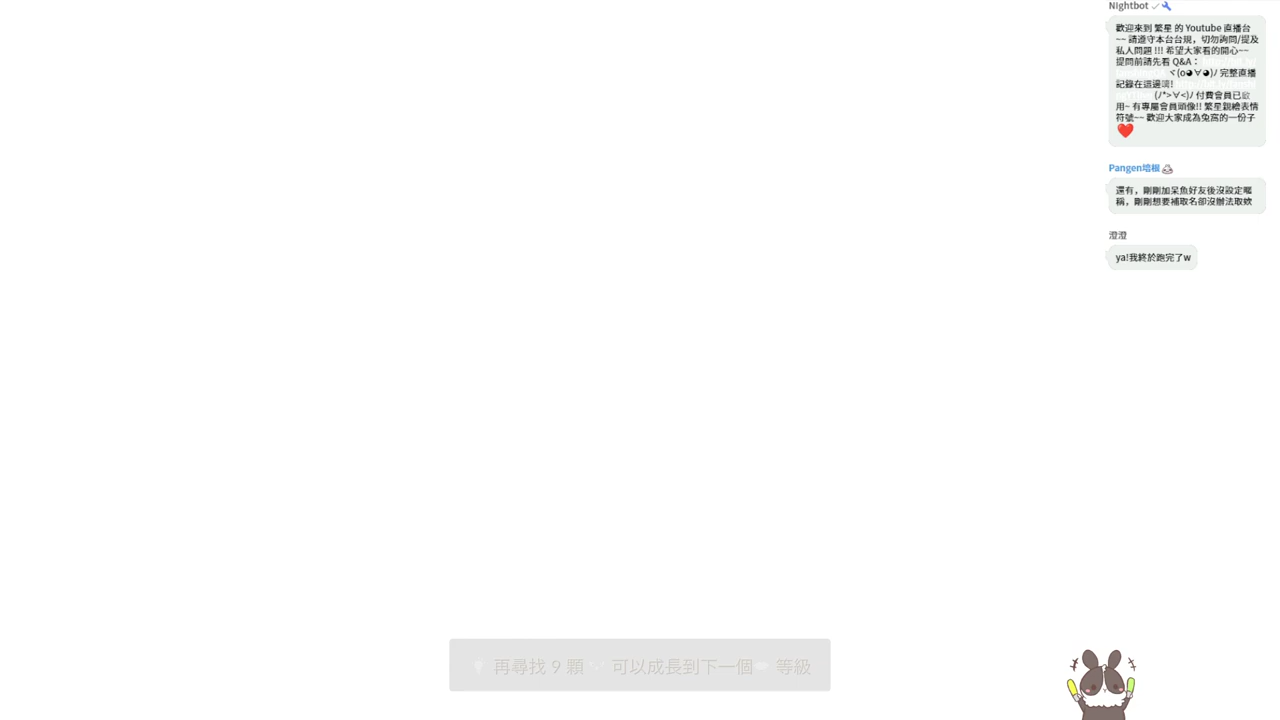 Nightbot
歡迎來到 繁星 的 Youtube 直播台
~~ 請遵守本台台規，切勿詢問/提及
私人問題 !!! 希望大家看的開心~~
提問前請先看 Q&A：
ヾ(o◕∀◕)ﾉ 完整直播
記錄在這邊唷!
(ﾉ*>∀<)ﾉ 付費會員已啟
用~ 有專屬會員頭像!! 繁星親繪表情
符號~~ 歡迎大家成為兔窩的一份子
❤️
Pangen培根
還有，剛剛加呆魚好友後沒設定暱
稱，剛剛想要補取名卻沒辦法取欸
澄澄
ya!我終於跑完了w
再尋找 9 顆 可以成長到下一個 等級